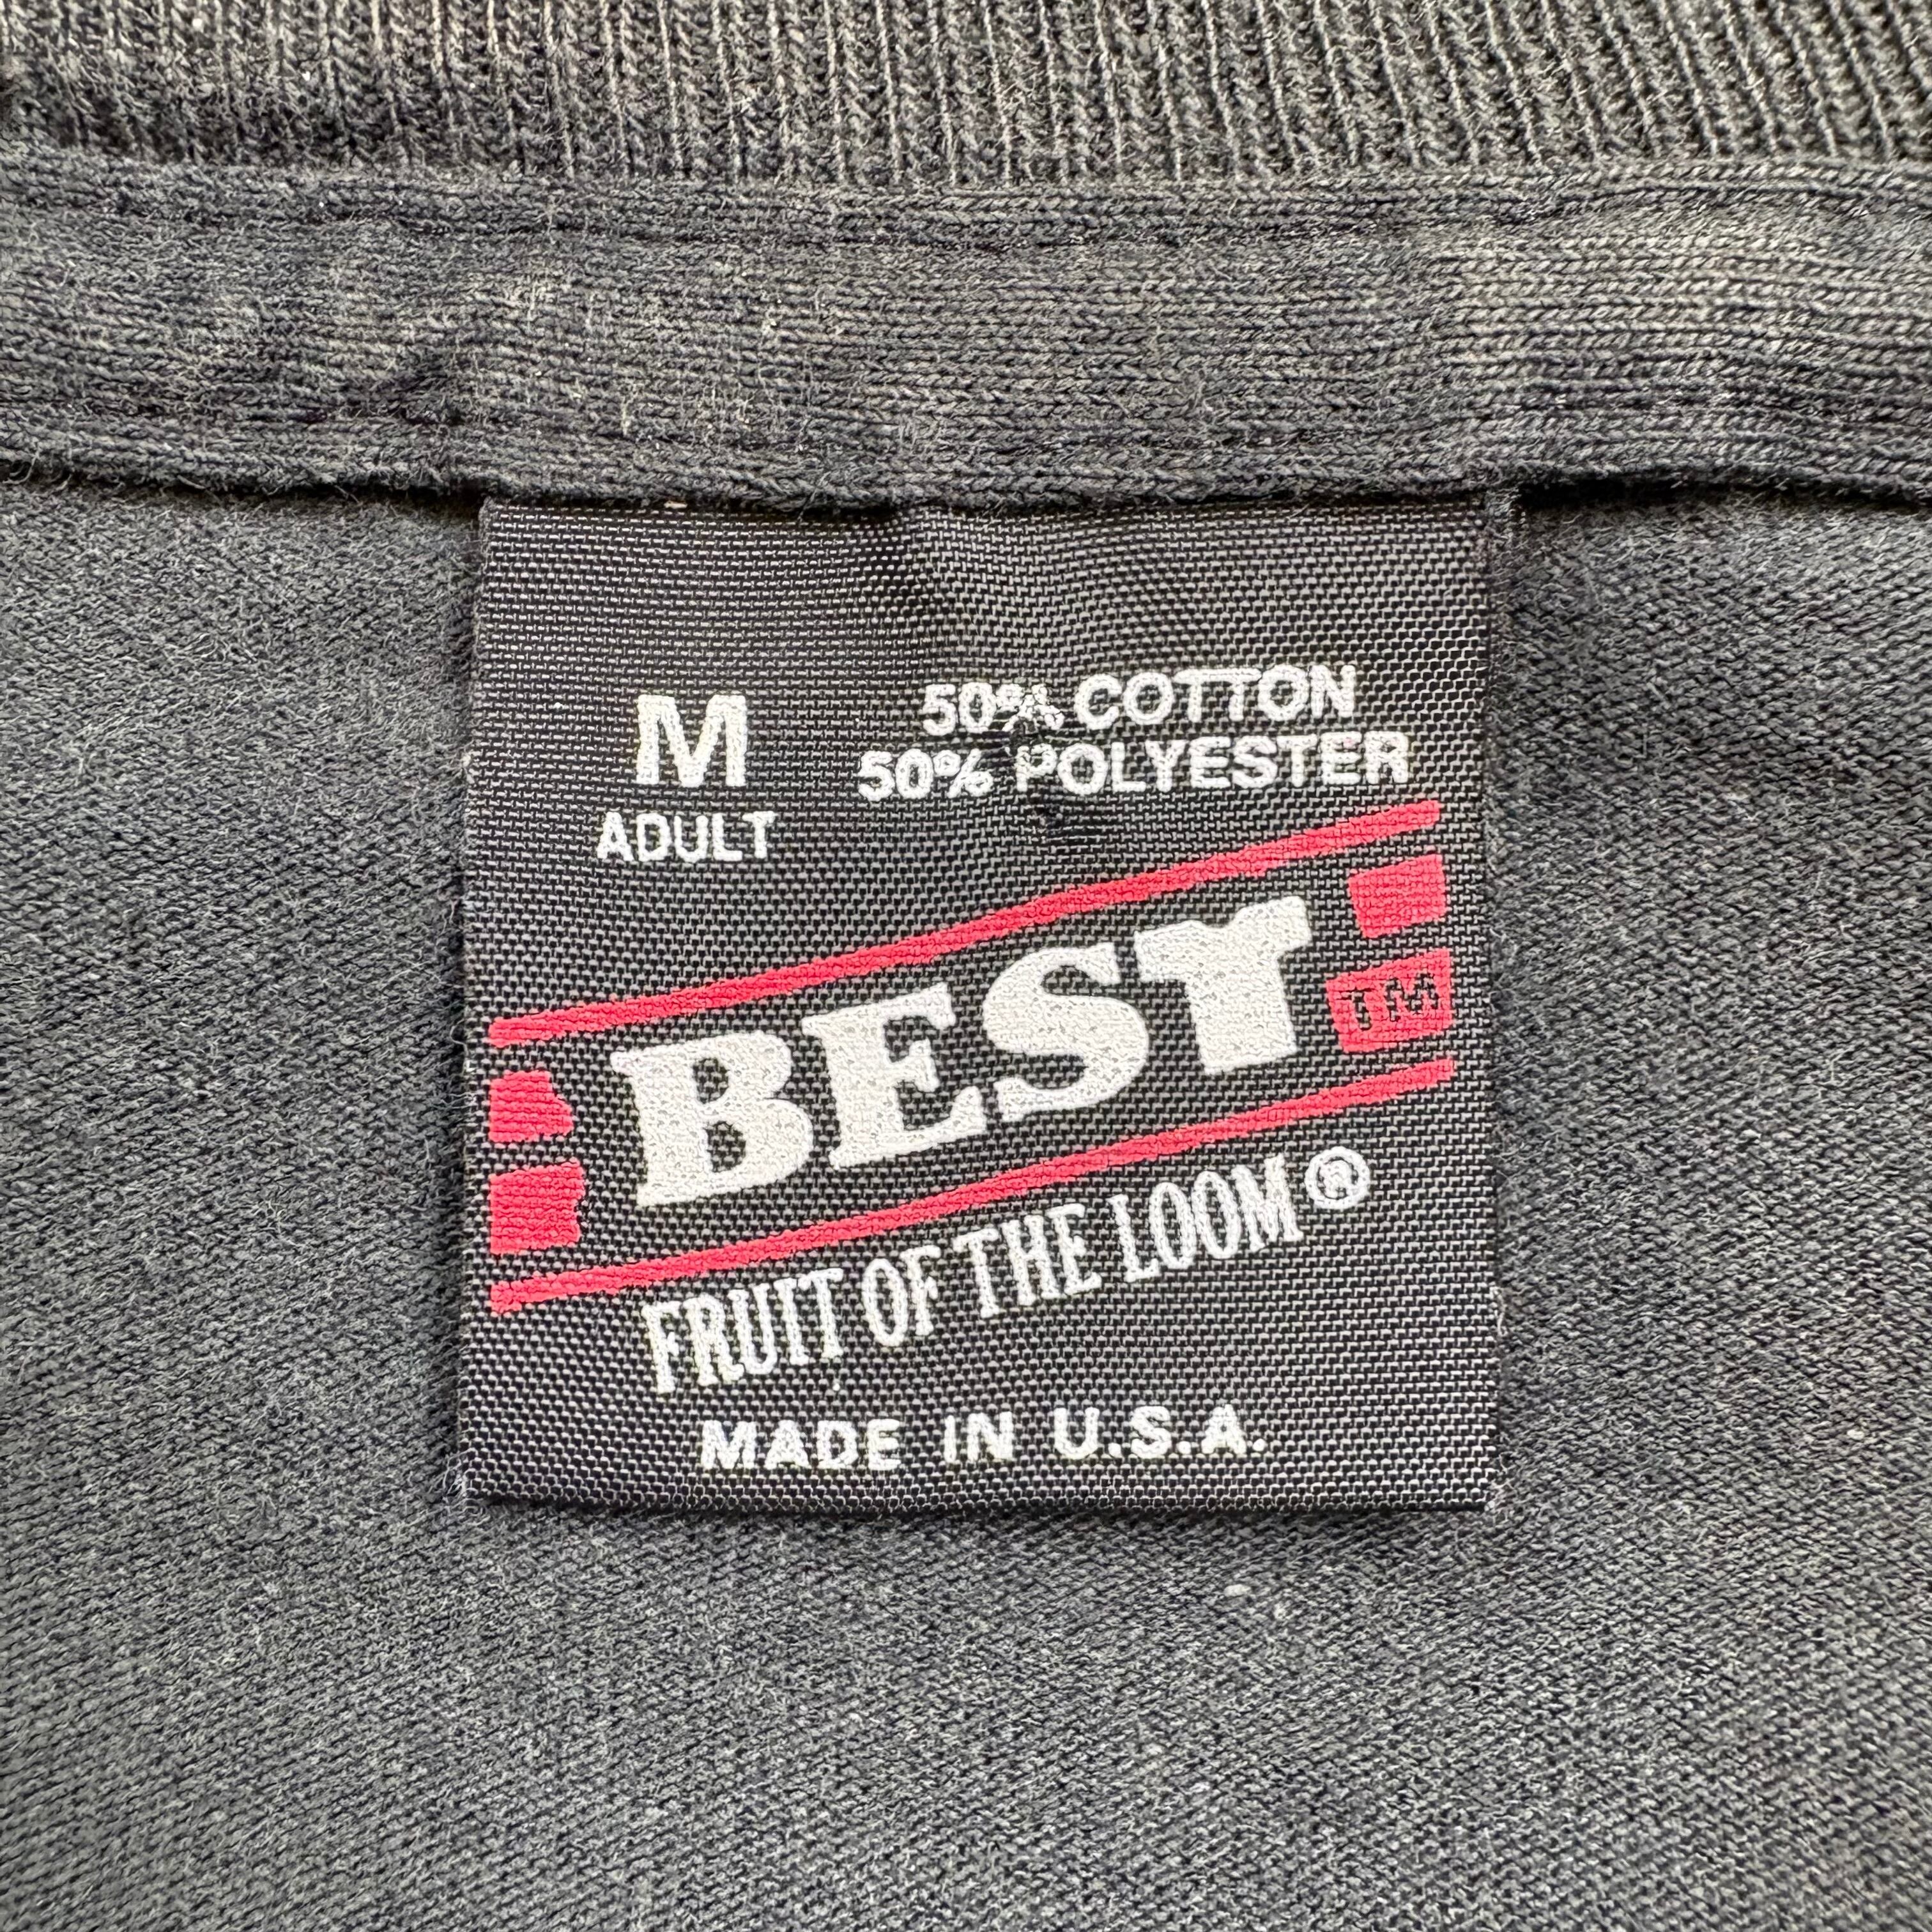 M
ADULT
50% COTTON
50% POLYESTER
BEST
TM
FRUIT OF THE LOOM®
MADE IN U.S.A.